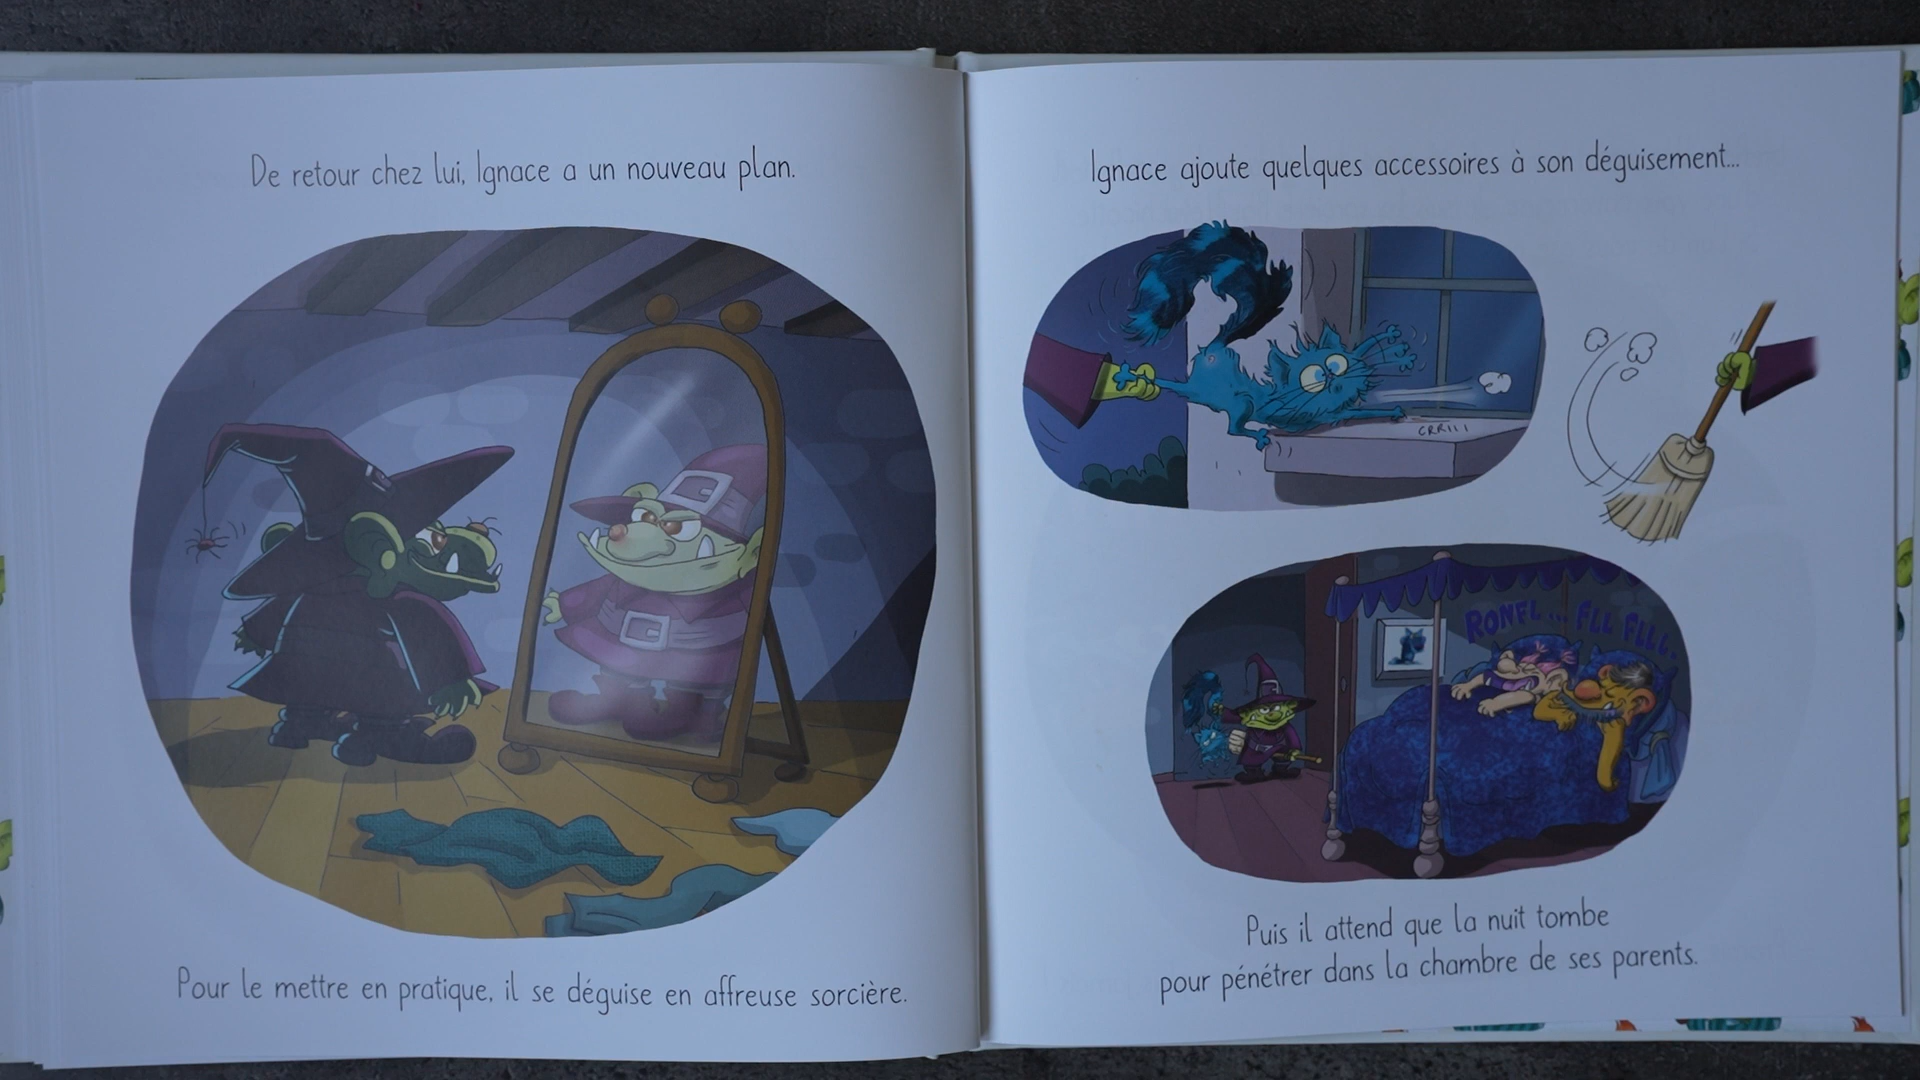 De retour chez lui, Ignace a un nouveau plan.
Pour le mettre en pratique, il se déguise en affreuse sorcière.
Ignace ajoute quelques accessoires à son déguisement...
CRRIII
RONFL... FLL FLLL.
Puis il attend que la nuit tombe
pour pénétrer dans la chambre de ses parents.